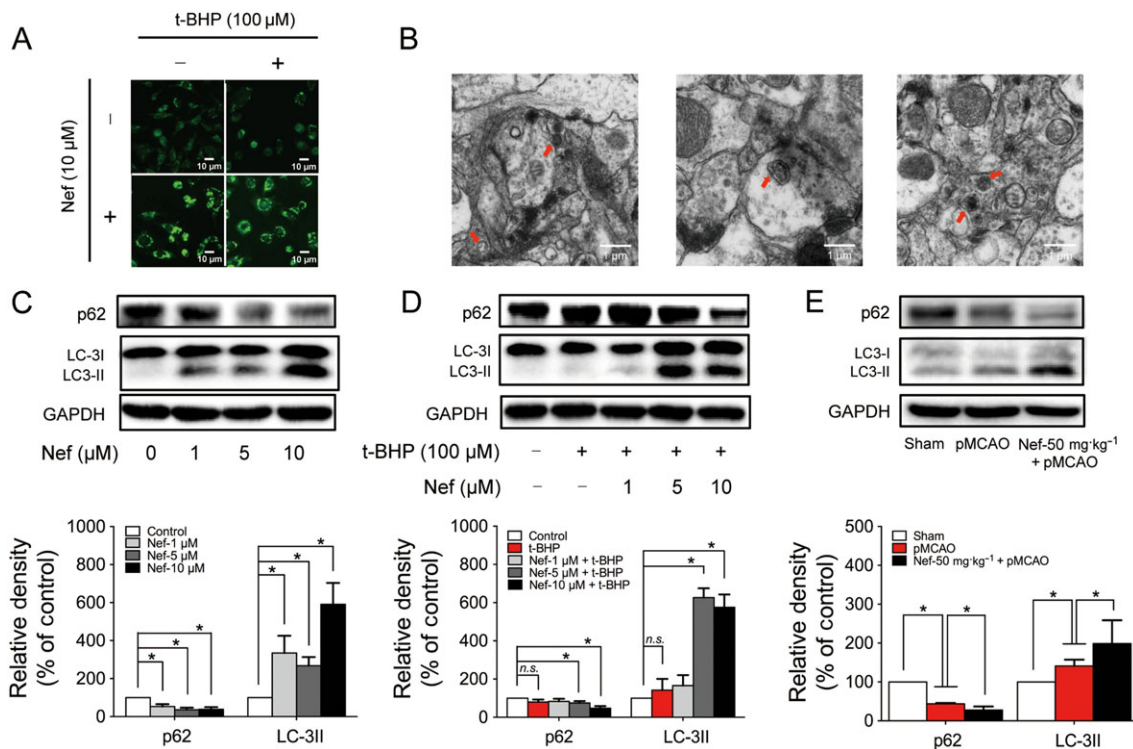 A
t-BHP (100 μM)
– +
Nef (10 μM)
–
+
10 μm
10 μm
10 μm
10 μm
B
1 μm
1 μm
1 μm
C
p62
LC-3I
LC3-II
GAPDH
Nef (μM) 0 1 5 10
Relative density
(% of control)
1000
800
600
400
200
0
Control
Nef-1 μM
Nef-5 μM
Nef-10 μM
* * *
* * *
p62 LC-3II
D
p62
LC-3I
LC3-II
GAPDH
t-BHP (100 μM) – + + + +
Nef (μM) – – 1 5 10
Relative density
(% of control)
1000
800
600
400
200
0
Control
t-BHP
Nef-1 μM + t-BHP
Nef-5 μM + t-BHP
Nef-10 μM + t-BHP
n.s. * *
n.s. * *
p62 LC-3II
E
p62
LC3-I
LC3-II
GAPDH
Sham pMCAO Nef-50 mg·kg⁻¹
+ pMCAO
Relative density
(% of control)
500
400
300
200
100
0
Sham
pMCAO
Nef-50 mg·kg⁻¹ + pMCAO
* *
* *
p62 LC-3II